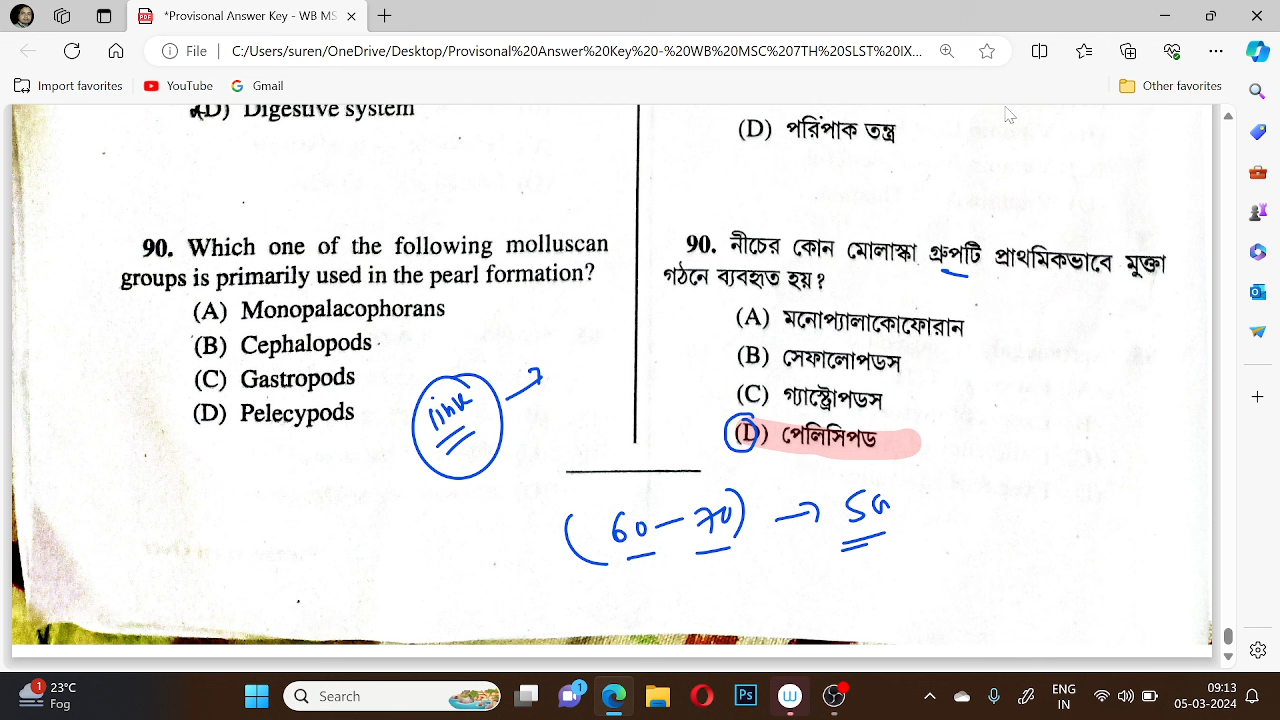 *Provisonal Answer Key - WB MS
File
C:/Users/suren/OneDrive/Desktop/Provisonal%20Answer%20Key%20-%20WB%20MSC%207TH%20SLST%20IX...
Import favorites
YouTube
Gmail
Other favorites
(D) Digestive system
(D) পরিপাক তন্ত্র
90. Which one of the following molluscan
groups is primarily used in the pearl formation?
(A) Monopalacophorans
(B) Cephalopods
(C) Gastropods
(D) Pelecypods
90. নীচের কোন মোলাস্কা গ্রুপটি প্রাথমিকভাবে মুক্তা
গঠনে ব্যবহৃত হয়?
(A) মনোপ্যালাকোফোরান
(B) সেফালোপডস
(C) গ্যাস্ট্রোপডস
(D) পেলিসিপড
link
(60-70) →
1
23°C
Fog
Search
Ps
W
ENG
IN
09:13
05-03-2024